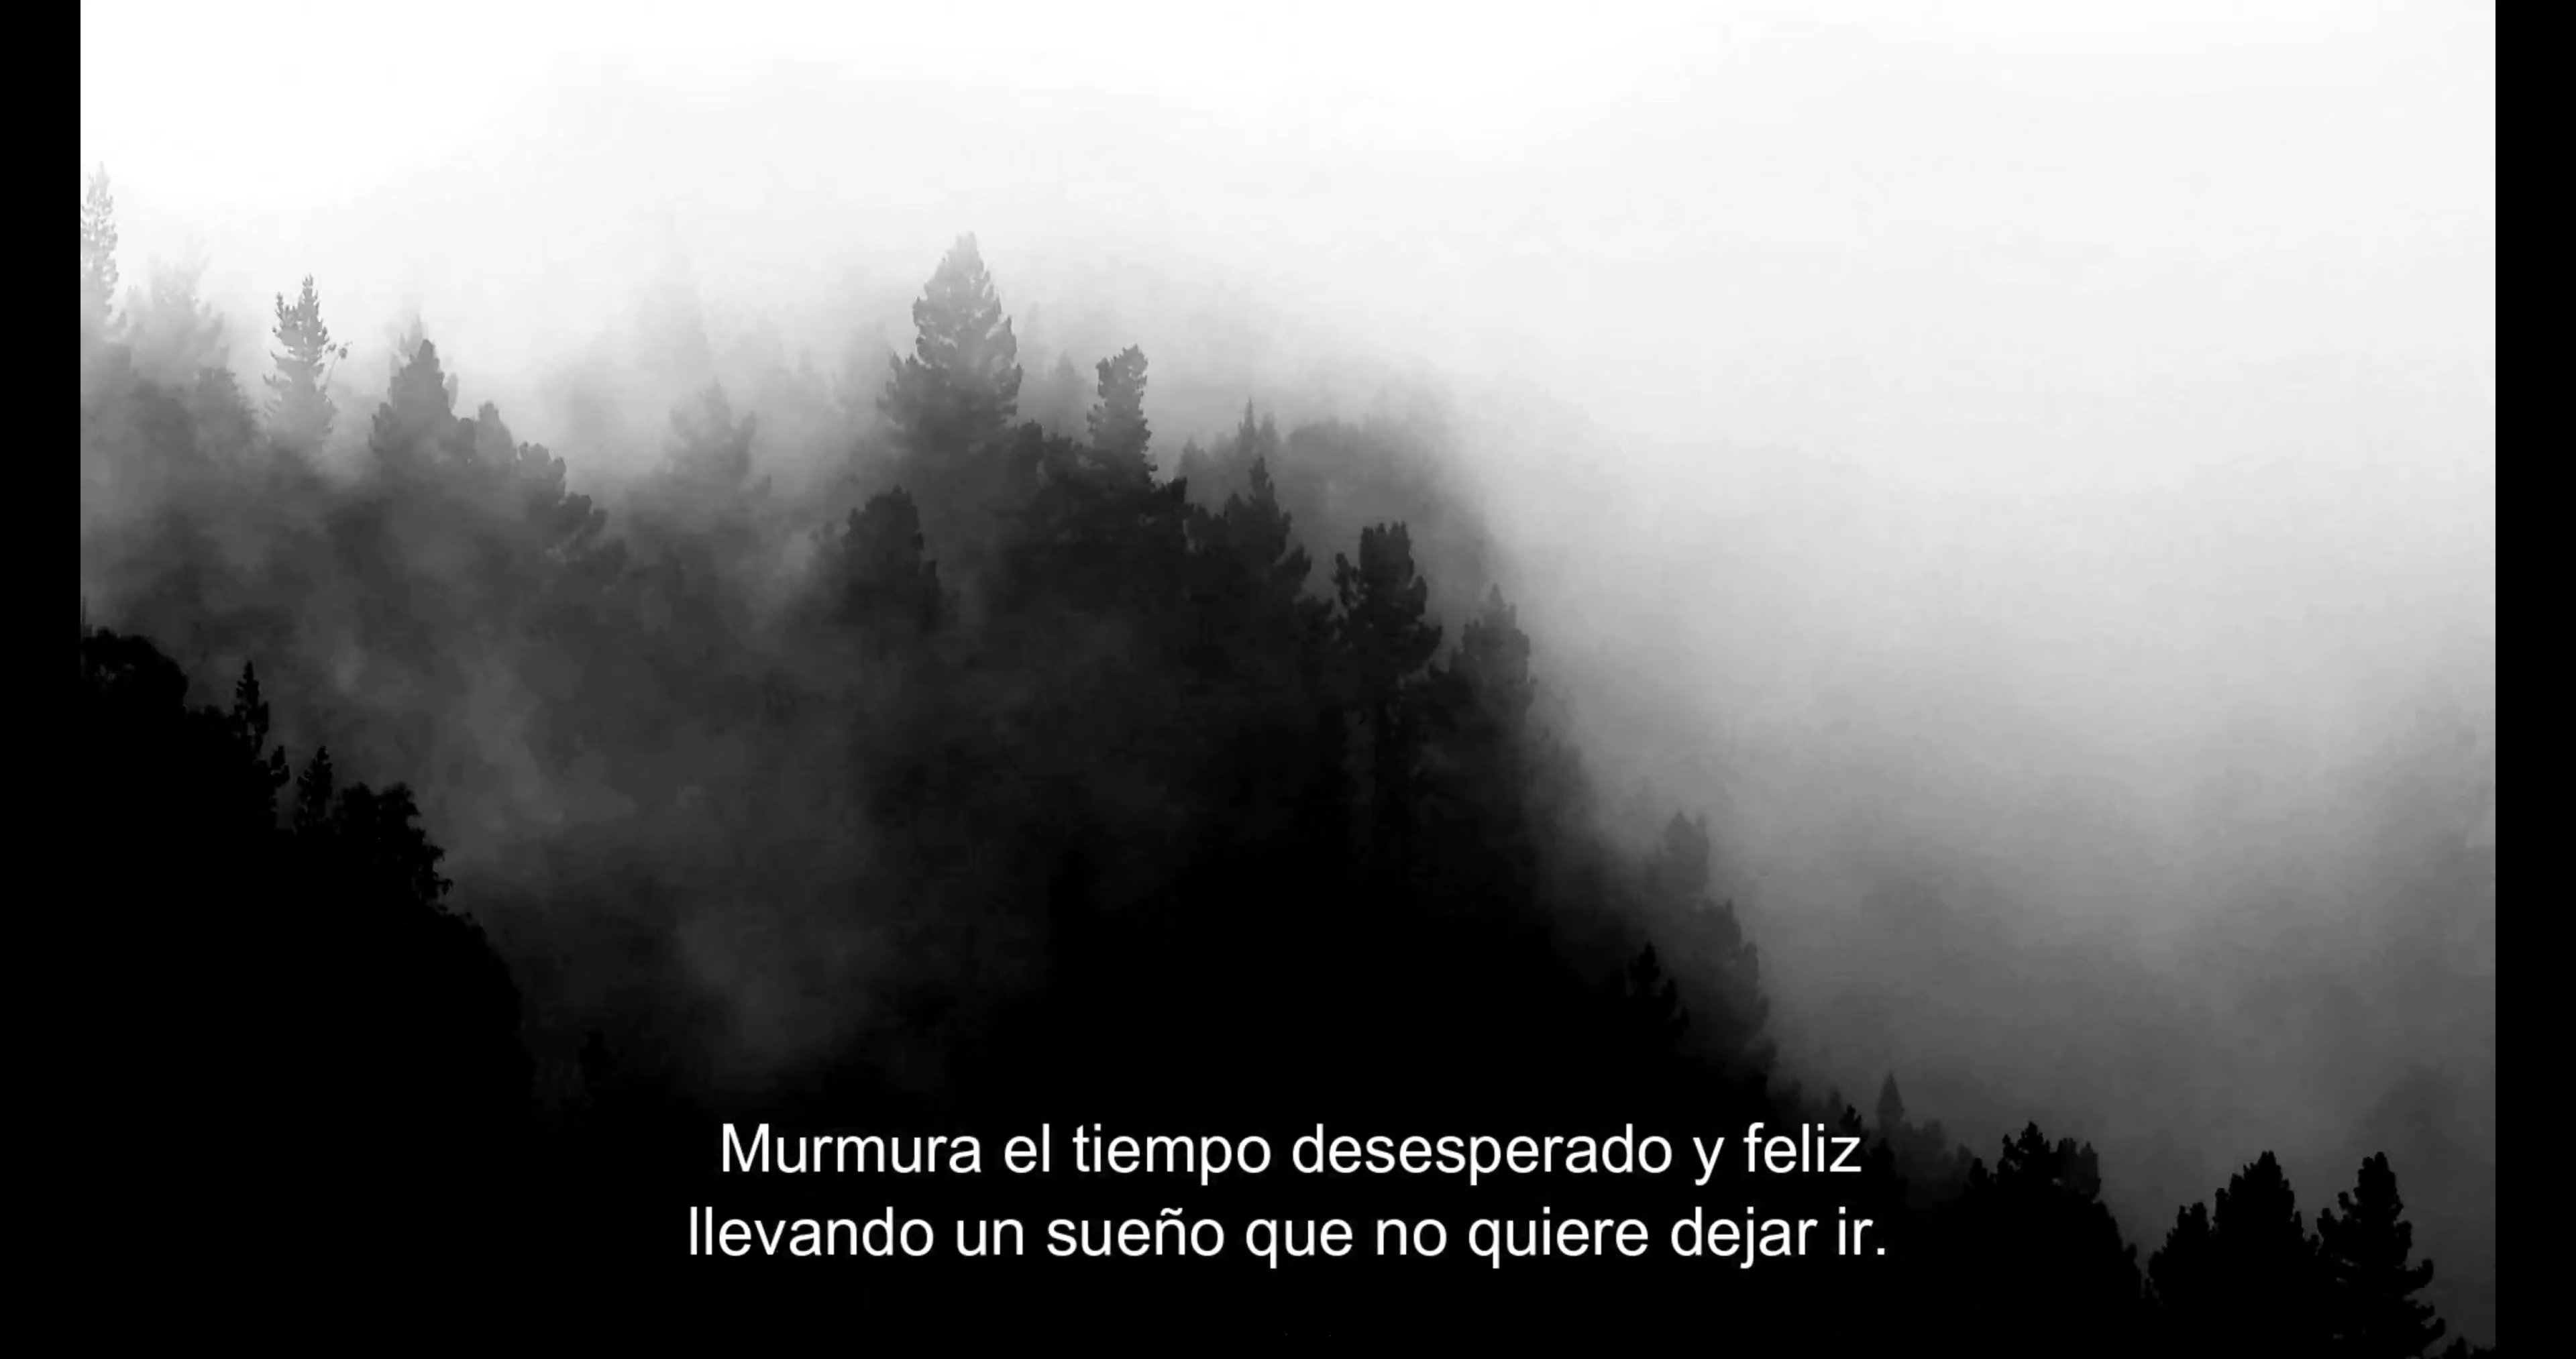 Murmura el tiempo desesperado y feliz
llevando un sueño que no quiere dejar ir.